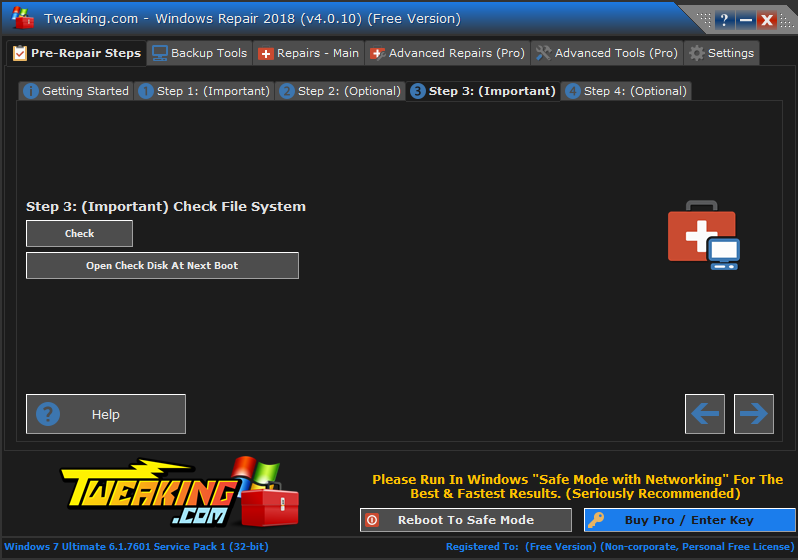 Tweaking.com - Windows Repair 2018 (v4.0.10) (Free Version)
?
Pre-Repair Steps
Backup Tools
Repairs - Main
Advanced Repairs (Pro)
Advanced Tools (Pro)
Settings
i Getting Started
1 Step 1: (Important)
2 Step 2: (Optional)
3 Step 3: (Important)
4 Step 4: (Optional)
Step 3: (Important) Check File System
Check
Open Check Disk At Next Boot
? Help
TWEAKING
.COM
Please Run In Windows "Safe Mode with Networking" For The
Best & Fastest Results. (Seriously Recommended)
Reboot To Safe Mode
Buy Pro / Enter Key
Windows 7 Ultimate 6.1.7601 Service Pack 1 (32-bit)
Registered To: (Free Version) (Non-corporate, Personal Free License)